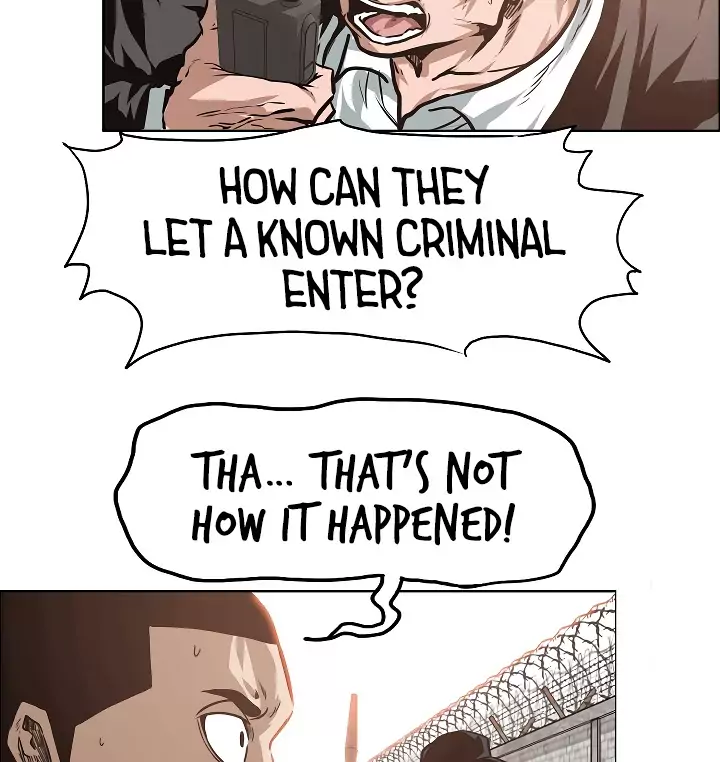 HOW CAN THEY
LET A KNOWN CRIMINAL
ENTER?
THA... THAT'S NOT
HOW IT HAPPENED!